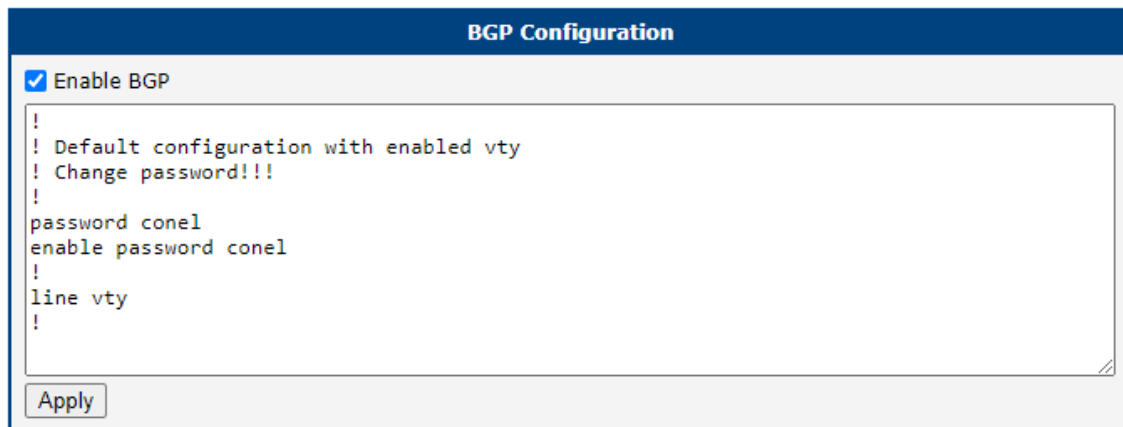 BGP Configuration
Enable BGP
!
! Default configuration with enabled vty
! Change password!!!
!
password conel
enable password conel
!
line vty
!
Apply